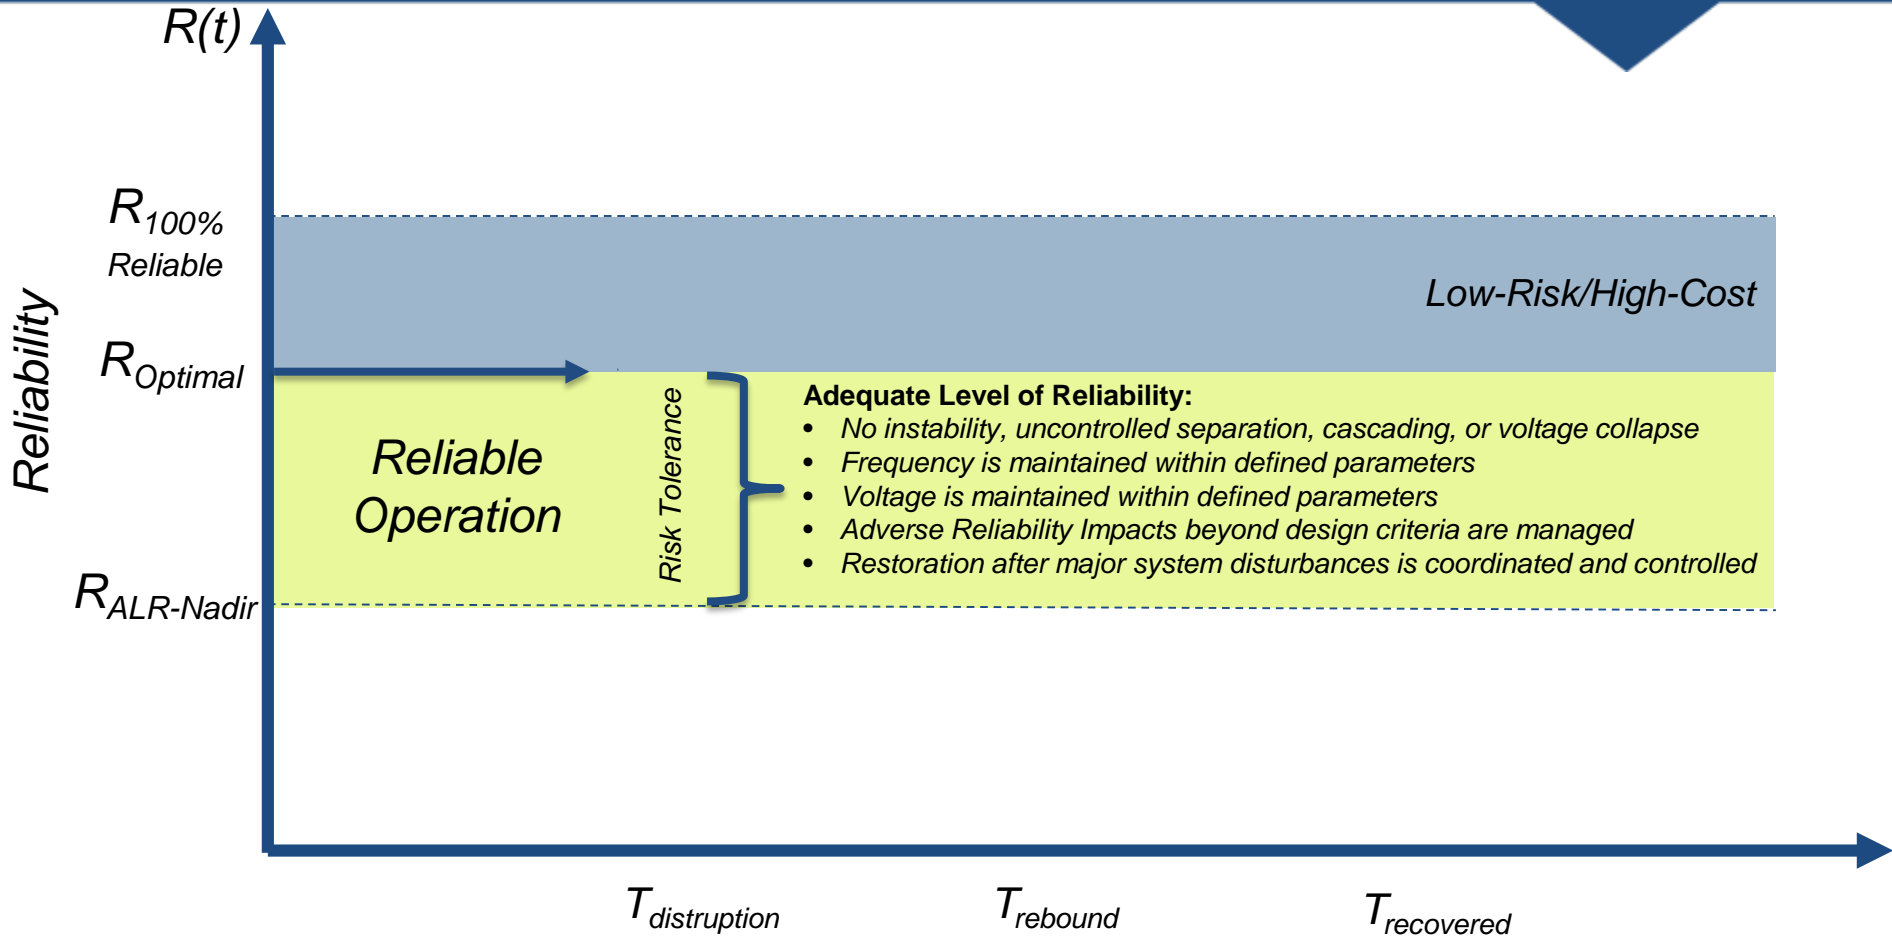 R(t)
R100%
Reliable
Reliability
ROptimal
RALR-Nadir
Low-Risk/High-Cost
Reliable
Operation
Risk Tolerance
Adequate Level of Reliability:
• No instability, uncontrolled separation, cascading, or voltage collapse
• Frequency is maintained within defined parameters
• Voltage is maintained within defined parameters
• Adverse Reliability Impacts beyond design criteria are managed
• Restoration after major system disturbances is coordinated and controlled
Tdistruption
Trebound
Trecovered